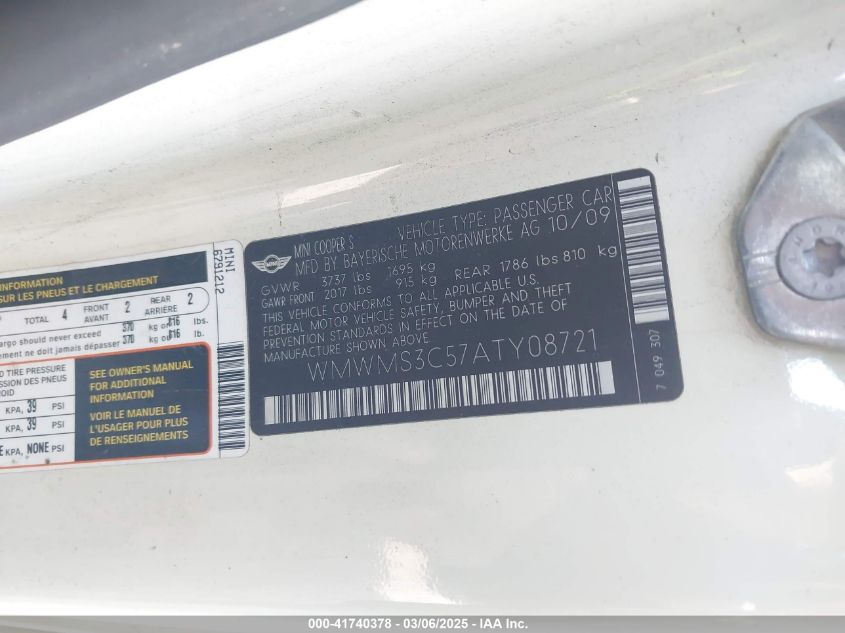 INFORMATION
SUR LES PNEUS ET LE CHARGEMENT
TOTAL 4 FRONT AVANT 2 REAR ARRIÈRE 2
cargo should never exceed 370 kg or 816 lbs.
ne doit jamais dépasser 370 kg ou 816 lb.
TIRE PRESSURE
PRESSION DES PNEUS
KPA, 39 PSI
KPA, 39 PSI
KPA, NONE PSI
SEE OWNER'S MANUAL
FOR ADDITIONAL
INFORMATION
VOIR LE MANUEL DE
L'USAGER POUR PLUS
DE RENSEIGNEMENTS
MINI
6791212
MINI
MINI COOPER S VEHICLE TYPE: PASSENGER CAR
MFD BY BAYERISCHE MOTORENWERKE AG 10/09
GVWR 3737 lbs 1695 kg
GAWR FRONT 2017 lbs 915 kg REAR 1786 lbs 810 kg
THIS VEHICLE CONFORMS TO ALL APPLICABLE U.S.
FEDERAL MOTOR VEHICLE SAFETY, BUMPER AND THEFT
PREVENTION STANDARDS IN EFFECT ON THE DATE OF
MANUFACTURE SHOWN ABOVE
WMWMS3C57ATY08721
7 049 307
000-41740378 - 03/06/2025 - IAA Inc.